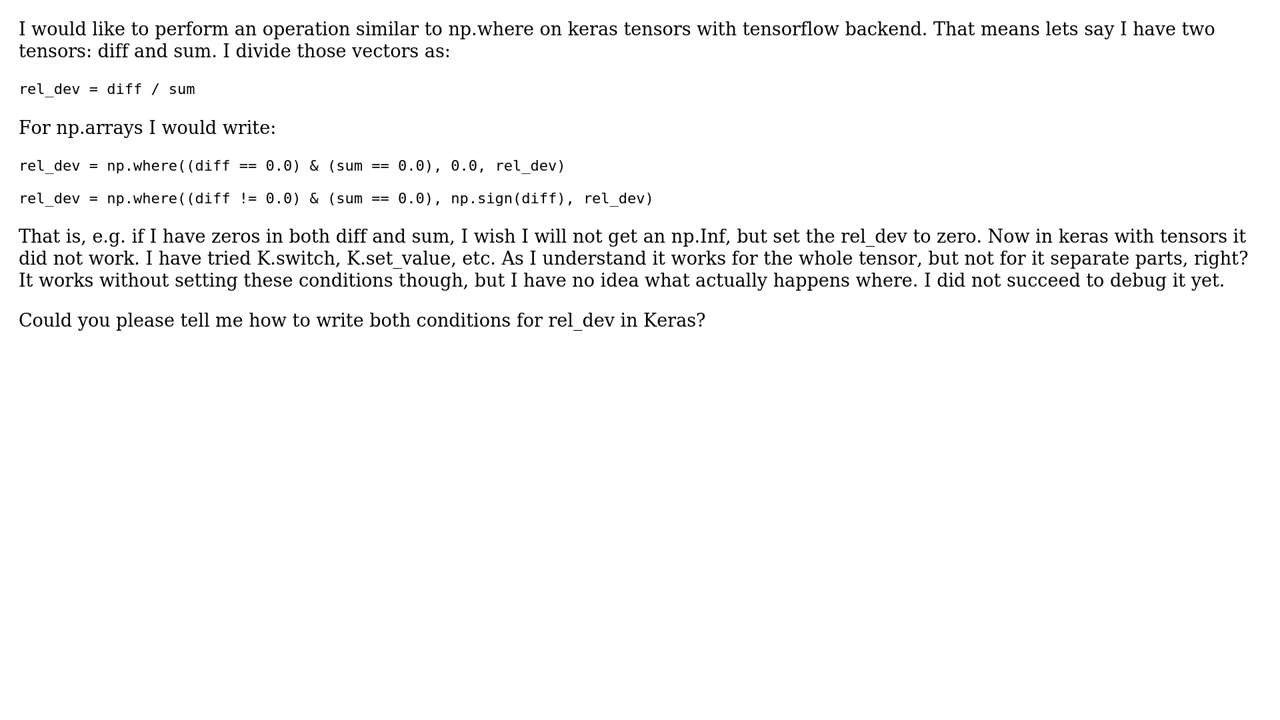 I would like to perform an operation similar to np.where on keras tensors with tensorflow backend. That means lets say I have two
tensors: diff and sum. I divide those vectors as:
rel_dev = diff / sum
For np.arrays I would write:
rel_dev = np.where((diff == 0.0) & (sum == 0.0), 0.0, rel_dev)
rel_dev = np.where((diff != 0.0) & (sum == 0.0), np.sign(diff), rel_dev)
That is, e.g. if I have zeros in both diff and sum, I wish I will not get an np.Inf, but set the rel_dev to zero. Now in keras with tensors it
did not work. I have tried K.switch, K.set_value, etc. As I understand it works for the whole tensor, but not for it separate parts, right?
It works without setting these conditions though, but I have no idea what actually happens where. I did not succeed to debug it yet.
Could you please tell me how to write both conditions for rel_dev in Keras?